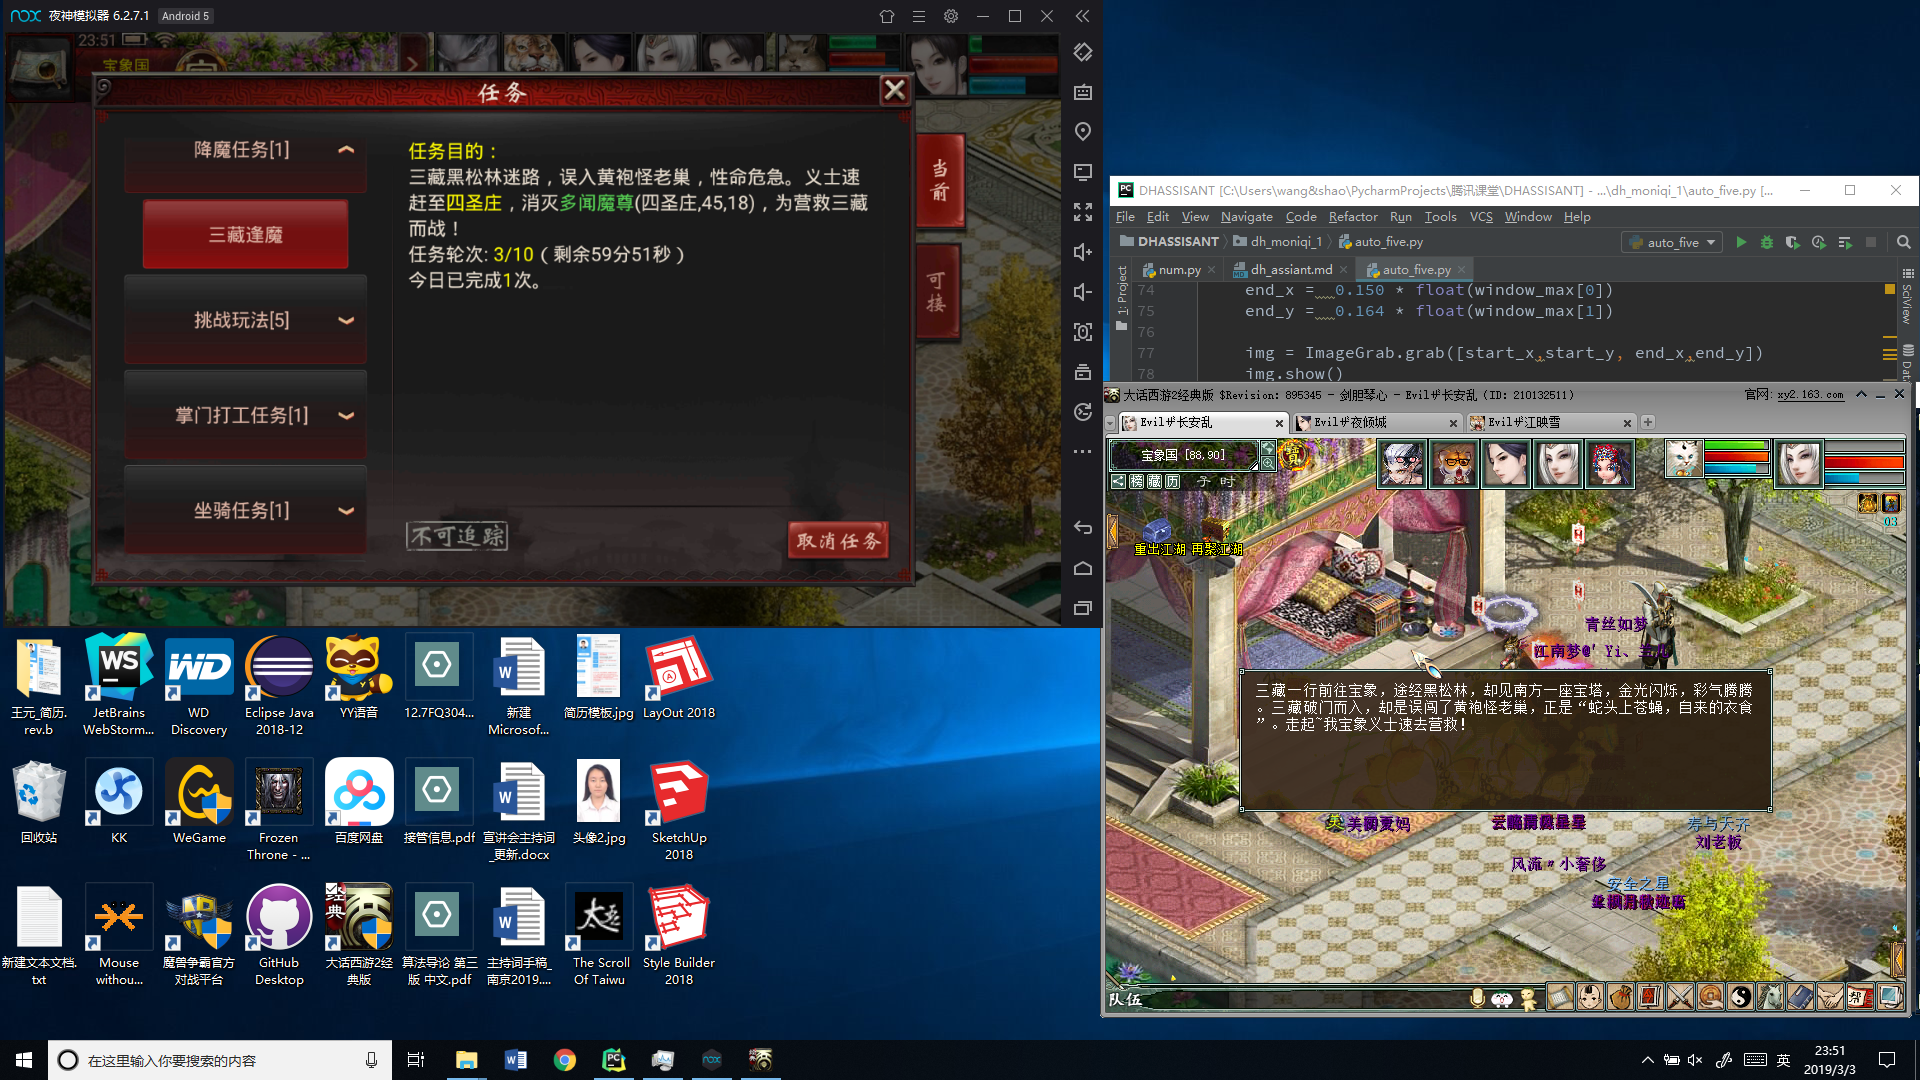 nox 夜神模拟器 6.2.7.1 Android 5
23:51
宝象国
任务
降魔任务[1]
三藏逢魔
挑战玩法[5]
掌门打工任务[1]
坐骑任务[1]
任务目的：
三藏黑松林迷路，误入黄袍怪老巢，性命危急。义士速
赶至四圣庄，消灭多闻魔尊(四圣庄,45,18)，为营救三藏
而战！
任务轮次: 3/10（剩余59分51秒）
今日已完成1次。
不可追踪
取消任务
当前
可接
DHASSISANT [C:\Users\wang&shao\PycharmProjects\腾讯课堂\DHASSISANT] - ...\dh_moniqi_1\auto_five.py [...
File Edit View Navigate Code Refactor Run Tools VCS Window Help
DHASSISANT dh_moniqi_1 auto_five.py
auto_five
num.py dh_assiant.md auto_five.py
1: Project
SciView
Data
74 end_x = 0.150 * float(window_max[0])
75 end_y = 0.164 * float(window_max[1])
76
77 img = ImageGrab.grab([start_x,start_y, end_x,end_y])
78 img.show()
大话西游2经典版 $Revision: 895345 - 剑胆琴心 - Evilザ长安乱 (ID: 210132511)
官网: xy2.163.com
Evilザ长安乱
Evilザ夜倾城
Evilザ江映雪
宝象国 [88,90]
寶
榜 藏 历 子 时
03
重出江湖 再聚江湖
青丝如梦
三藏一行前往宝象，途经黑松林，却见南方一座宝塔，金光闪烁，彩气腾腾
。三藏破门而入，却是误闯了黄袍怪老巢，正是“蛇头上苍蝇，自来的衣食
”。走起~我宝象义士速去营救!
寿与天齐
刘老板
风流〃小奢侈
安全之星
队伍
帮
王元_简历.rev.b
JetBrains WebStorm...
WD Discovery
Eclipse Java 2018-12
YY语音
12.7FQ304...
新建 Microsof...
简历模板.jpg
LayOut 2018
回收站
KK
WeGame
Frozen Throne - ...
百度网盘
接管信息.pdf
宣讲会主持词_更新.docx
头像2.jpg
SketchUp 2018
新建文本文档.txt
Mouse withou...
魔兽争霸官方对战平台
GitHub Desktop
大话西游2经典版
算法导论 第三版 中文.pdf
主持词手稿_南京2019....
The Scroll Of Taiwu
Style Builder 2018
在这里输入你要搜索的内容
英
23:51
2019/3/3